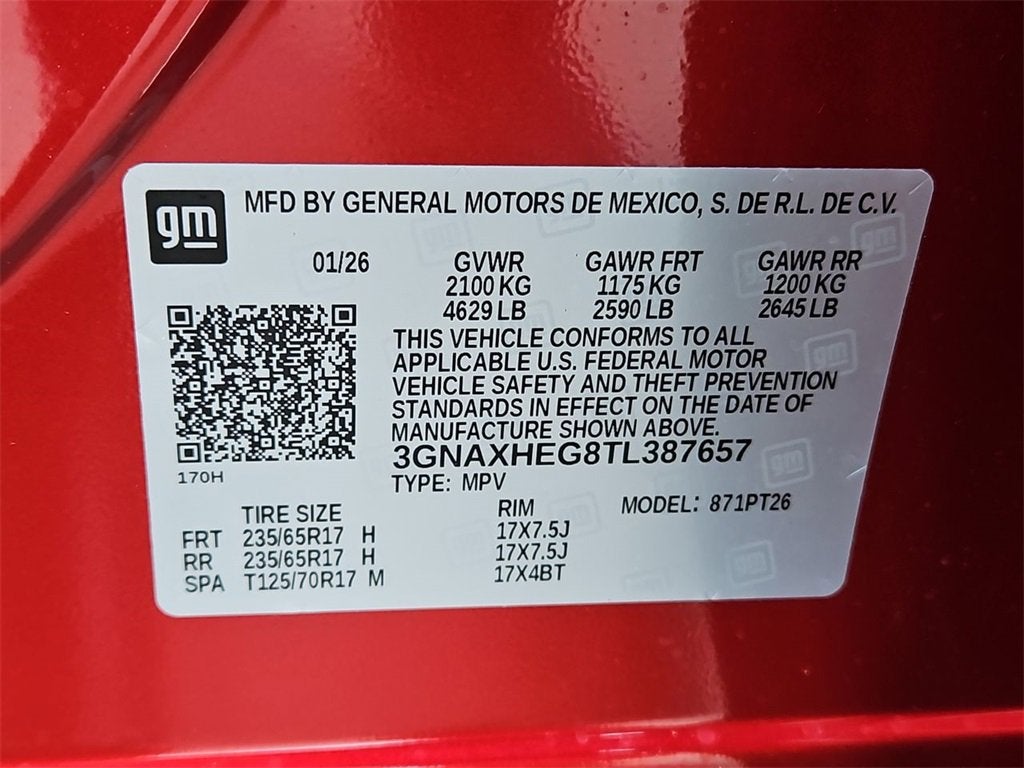 gm MFD BY GENERAL MOTORS DE MEXICO, S. DE R.L. DE C.V.
01/26 GVWR GAWR FRT GAWR RR
2100 KG 1175 KG 1200 KG
4629 LB 2590 LB 2645 LB
THIS VEHICLE CONFORMS TO ALL
APPLICABLE U.S. FEDERAL MOTOR
VEHICLE SAFETY AND THEFT PREVENTION
STANDARDS IN EFFECT ON THE DATE OF
MANUFACTURE SHOWN ABOVE.
3GNAXHEG8TL387657
170H
TYPE: MPV
TIRE SIZE RIM MODEL: 871PT26
FRT 235/65R17 H 17X7.5J
RR 235/65R17 H 17X7.5J
SPA T125/70R17 M 17X4BT